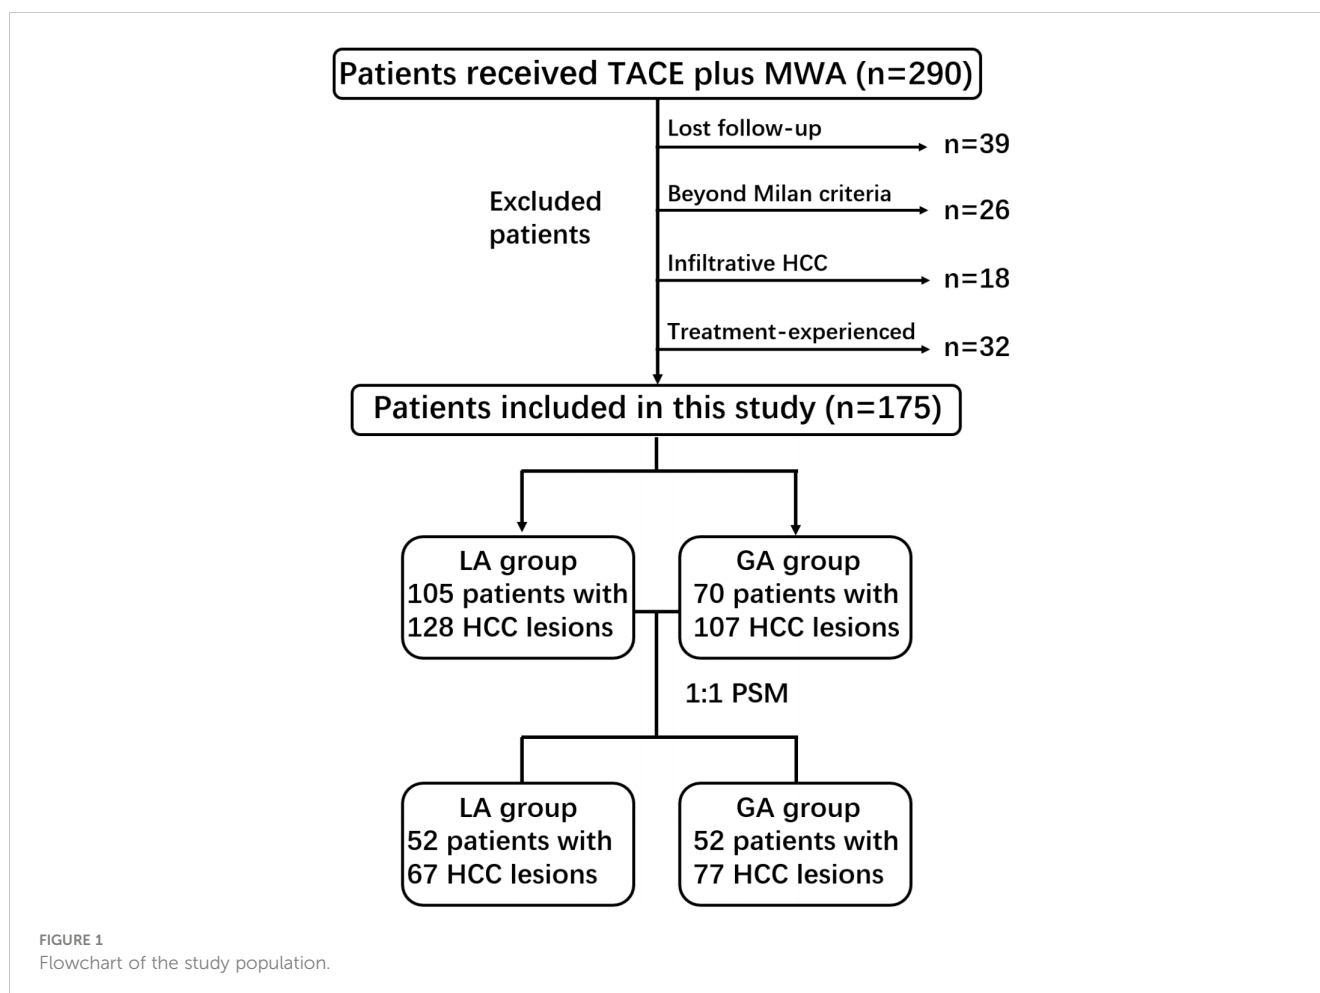 Patients received TACE plus MWA (n=290)
Lost follow-up
n=39
Beyond Milan criteria
n=26
Excluded
patients
Infiltrative HCC
n=18
Treatment-experienced
n=32
Patients included in this study (n=175)
LA group
105 patients with
128 HCC lesions
GA group
70 patients with
107 HCC lesions
1:1 PSM
LA group
52 patients with
67 HCC lesions
GA group
52 patients with
77 HCC lesions
FIGURE 1
Flowchart of the study population.